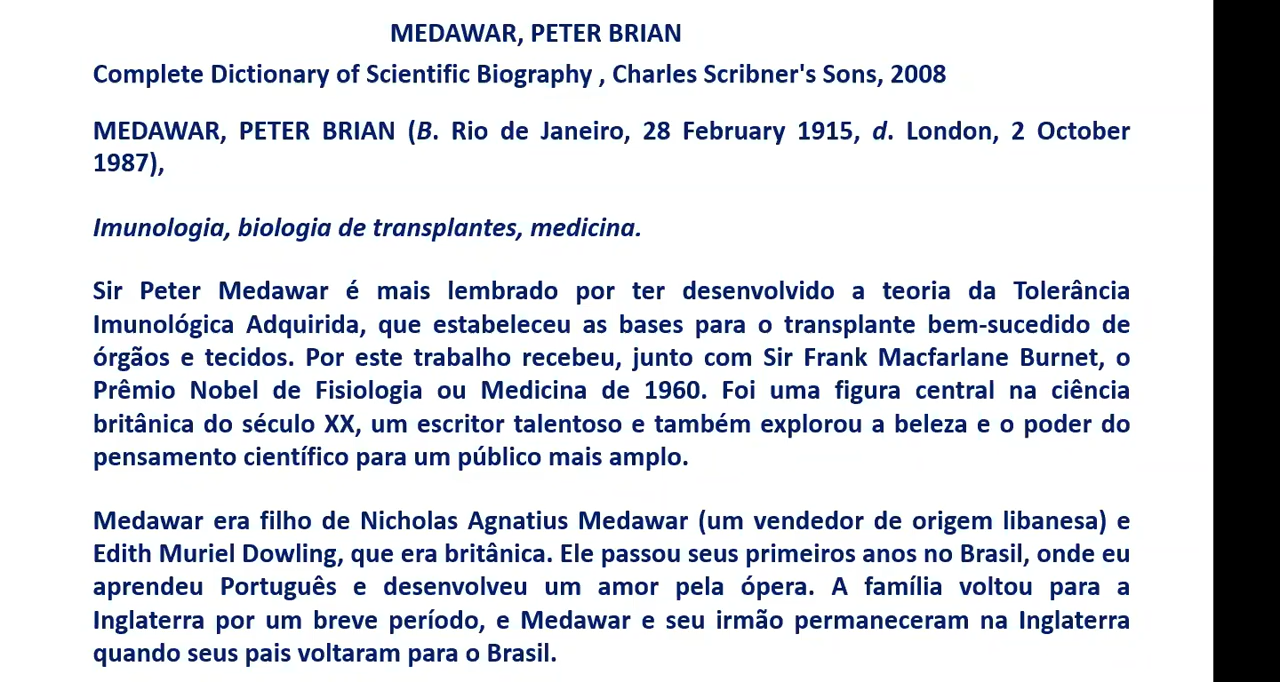 MEDAWAR, PETER BRIAN
Complete Dictionary of Scientific Biography , Charles Scribner's Sons, 2008
MEDAWAR, PETER BRIAN (B. Rio de Janeiro, 28 February 1915, d. London, 2 October
1987),
Imunologia, biologia de transplantes, medicina.
Sir Peter Medawar é mais lembrado por ter desenvolvido a teoria da Tolerância
Imunológica Adquirida, que estabeleceu as bases para o transplante bem-sucedido de
órgãos e tecidos. Por este trabalho recebeu, junto com Sir Frank Macfarlane Burnet, o
Prêmio Nobel de Fisiologia ou Medicina de 1960. Foi uma figura central na ciência
britânica do século XX, um escritor talentoso e também explorou a beleza e o poder do
pensamento científico para um público mais amplo.
Medawar era filho de Nicholas Agnatius Medawar (um vendedor de origem libanesa) e
Edith Muriel Dowling, que era britânica. Ele passou seus primeiros anos no Brasil, onde eu
aprendeu Português e desenvolveu um amor pela ópera. A família voltou para a
Inglaterra por um breve período, e Medawar e seu irmão permaneceram na Inglaterra
quando seus pais voltaram para o Brasil.